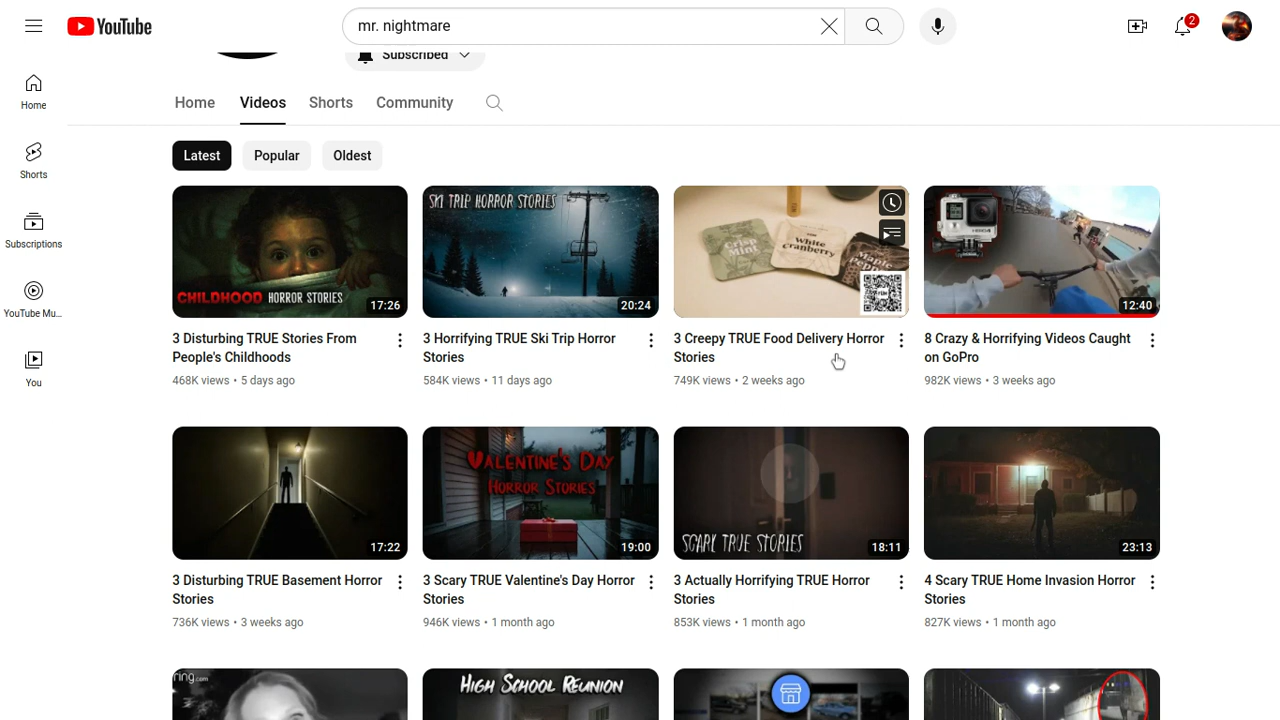 YouTube
mr. nightmare
2
Subscribed
Home
Videos
Shorts
Community
Home
Shorts
Subscriptions
YouTube Mu...
You
Latest
Popular
Oldest
CHILDHOOD HORROR STORIES
17:26
SKI TRIP HORROR STORIES
20:24
Crisp
Mint
White
cranberry
Maple
12:40
3 Disturbing TRUE Stories From
People's Childhoods
468K views • 5 days ago
3 Horrifying TRUE Ski Trip Horror
Stories
584K views • 11 days ago
3 Creepy TRUE Food Delivery Horror
Stories
749K views • 2 weeks ago
8 Crazy & Horrifying Videos Caught
on GoPro
982K views • 3 weeks ago
17:22
VALENTINE'S DAY
HORROR STORIES
19:00
SCARY TRUE STORIES
18:11
23:13
3 Disturbing TRUE Basement Horror
Stories
736K views • 3 weeks ago
3 Scary TRUE Valentine's Day Horror
Stories
946K views • 1 month ago
3 Actually Horrifying TRUE Horror
Stories
853K views • 1 month ago
4 Scary TRUE Home Invasion Horror
Stories
827K views • 1 month ago
ring.com
HIGH SCHOOL REUNION